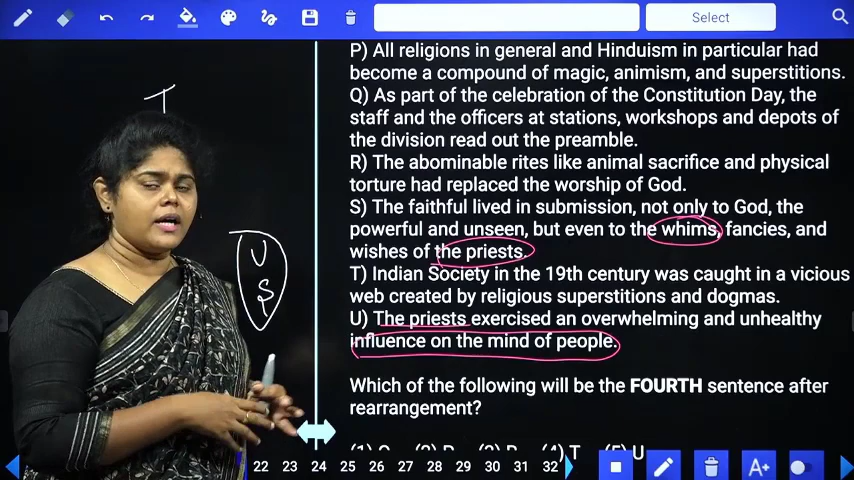 Select
P) All religions in general and Hinduism in particular had
become a compound of magic, animism, and superstitions.
Q) As part of the celebration of the Constitution Day, the
staff and the officers at stations, workshops and depots of
the division read out the preamble.
R) The abominable rites like animal sacrifice and physical
torture had replaced the worship of God.
S) The faithful lived in submission, not only to God, the
powerful and unseen, but even to the whims, fancies, and
wishes of the priests.
T) Indian Society in the 19th century was caught in a vicious
web created by religious superstitions and dogmas.
U) The priests exercised an overwhelming and unhealthy
influence on the mind of people.
Which of the following will be the FOURTH sentence after
rearrangement?
T
U
S
22 23 24 25 26 27 28 29 30 31 32
A+